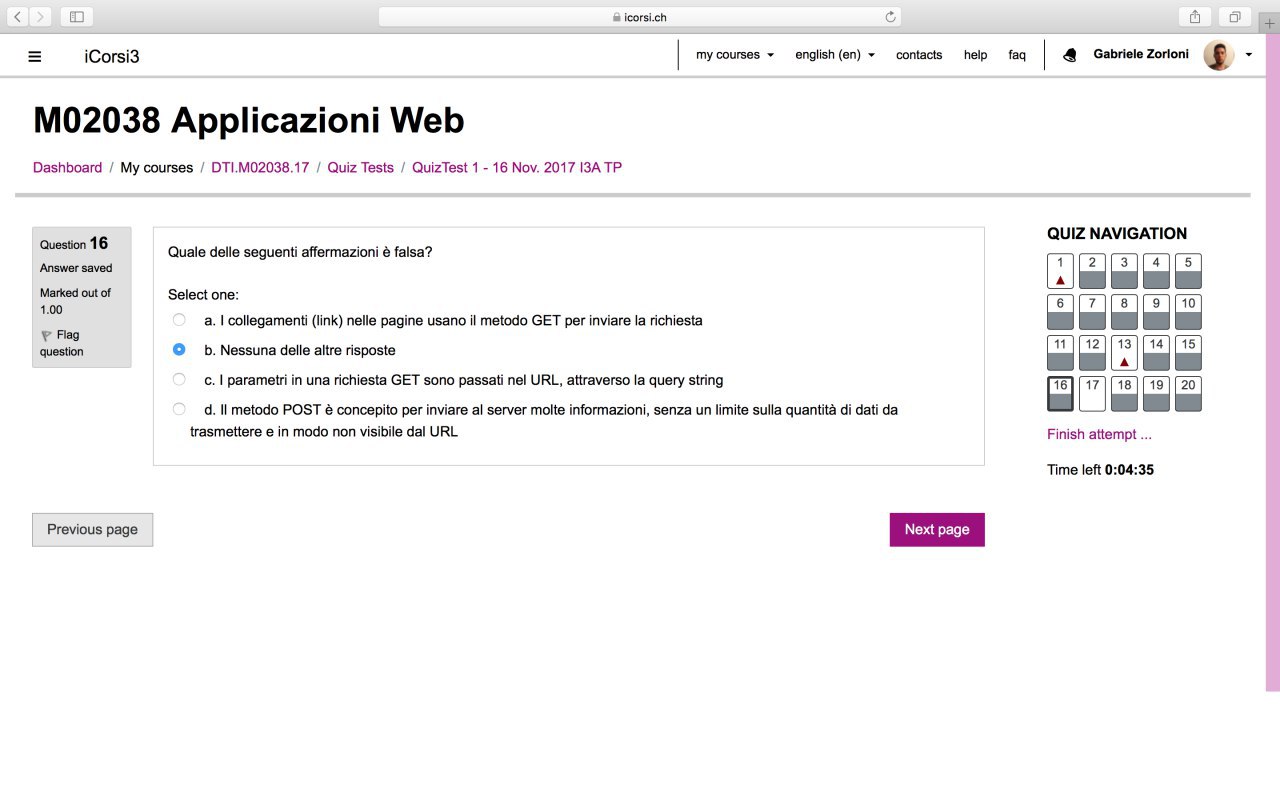 icorsi.ch
iCorsi3
my courses
english (en)
contacts
help
faq
Gabriele Zorloni
M02038 Applicazioni Web
Dashboard / My courses / DTI.M02038.17 / Quiz Tests / QuizTest 1 - 16 Nov. 2017 I3A TP
Question 16
Answer saved
Marked out of
1.00
Flag
question
Quale delle seguenti affermazioni è falsa?
Select one:
a. I collegamenti (link) nelle pagine usano il metodo GET per inviare la richiesta
b. Nessuna delle altre risposte
c. I parametri in una richiesta GET sono passati nel URL, attraverso la query string
d. Il metodo POST è concepito per inviare al server molte informazioni, senza un limite sulla quantità di dati da
trasmettere e in modo non visibile dal URL
Previous page
Next page
QUIZ NAVIGATION
1 2 3 4 5
6 7 8 9 10
11 12 13 14 15
16 17 18 19 20
Finish attempt ...
Time left 0:04:35